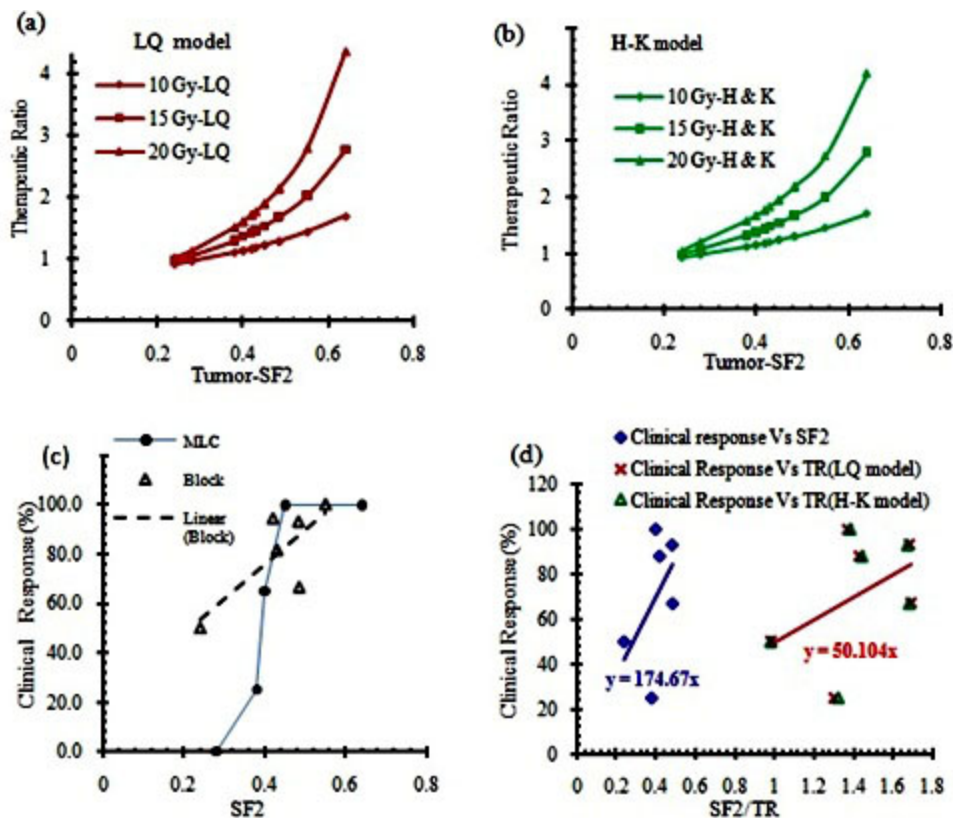 (a)
LQ model
10 Gy-LQ
15 Gy-LQ
20 Gy-LQ
Therapeutic Ratio
4
3
2
1
0
0 0.2 0.4 0.6 0.8
Tumor-SF2
(b)
H-K model
10 Gy-H & K
15 Gy-H & K
20 Gy-H & K
Therapeutic Ratio
4
3
2
1
0
0 0.2 0.4 0.6 0.8
Tumor-SF2
(c)
MLC
Block
Linear
(Block)
Clinical Response (%)
100.0
80.0
60.0
40.0
20.0
0.0
0 0.2 0.4 0.6 0.8
SF2
(d)
Clinical response Vs SF2
Clinical Response Vs TR(LQ model)
Clinical Response Vs TR(H-K model)
Clinical Response (%)
120
100
80
60
40
20
0
y = 174.67x
y = 50.104x
0 0.2 0.4 0.6 0.8 1 1.2 1.4 1.6 1.8
SF2/TR